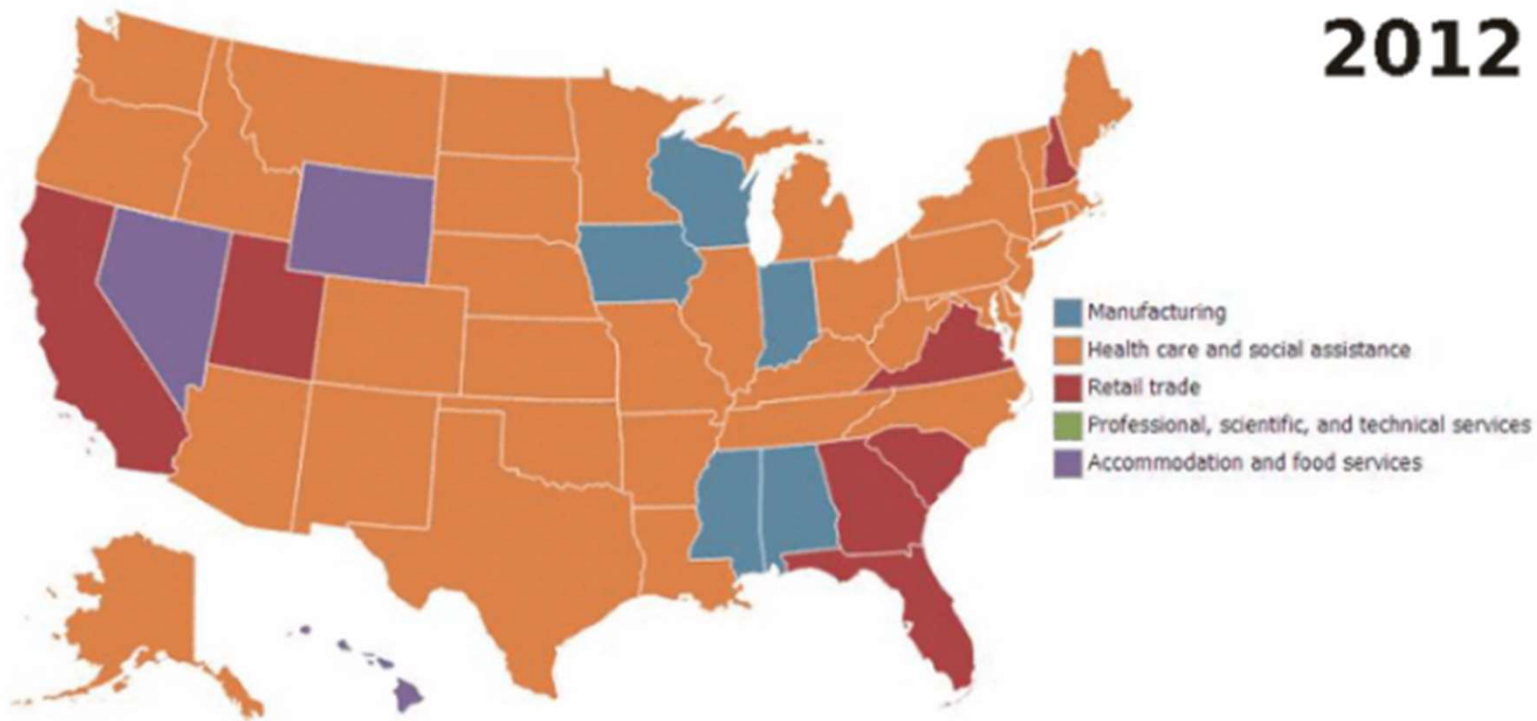 2012
Manufacturing
Health care and social assistance
Retail trade
Professional, scientific, and technical services
Accommodation and food services